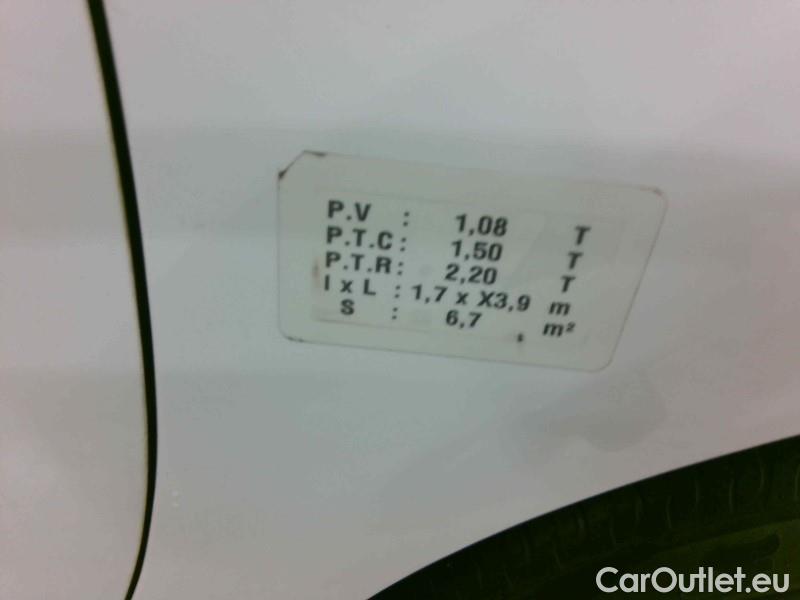 P.V : 1,08 T
P.T.C : 1,50 T
P.T.R : 2,20 T
I x L : 1,7 x X3,9 m
S : 6,7 m²
CarOutlet.eu